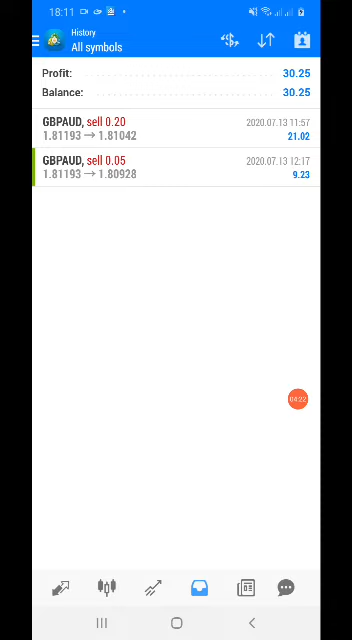 18:11
History
All symbols
Profit: 30.25
Balance: 30.25
GBPAUD, sell 0.20 2020.07.13 11:57
1.81193 → 1.81042 21.02
GBPAUD, sell 0.05 2020.07.13 12:17
1.81193 → 1.80928 9.23
04:22